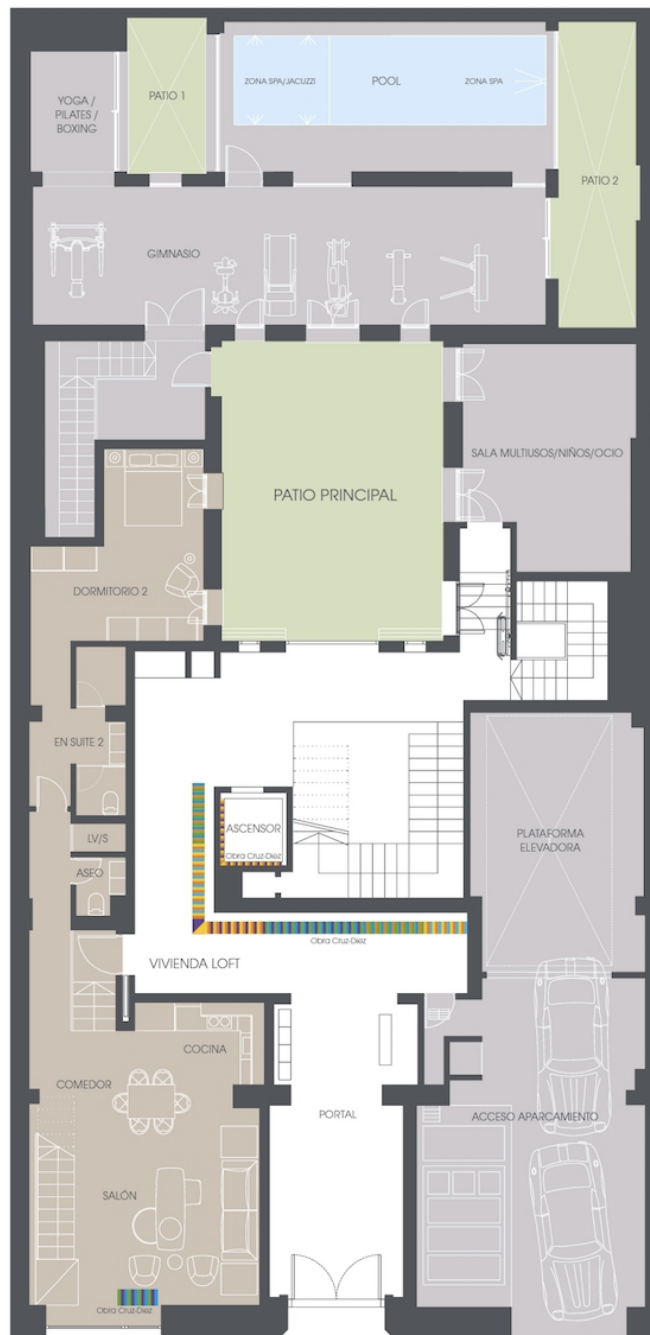 ZONA SPA/JACUZZI
POOL
ZONA SPA
YOGA /
PILATES /
BOXING
PATIO 1
PATIO 2
GIMNASIO
SALA MULTIUSOS/NIÑOS/OCIO
PATIO PRINCIPAL
DORMITORIO 2
EN SUITE 2
ASCENSOR
Obra Cruz-Diez
PLATAFORMA
ELEVADORA
LV/S
ASEO
Obra Cruz-Diez
VIVIENDA LOFT
COCINA
COMEDOR
PORTAL
ACCESO APARCAMIENTO
SALÓN
Obra Cruz-Diez